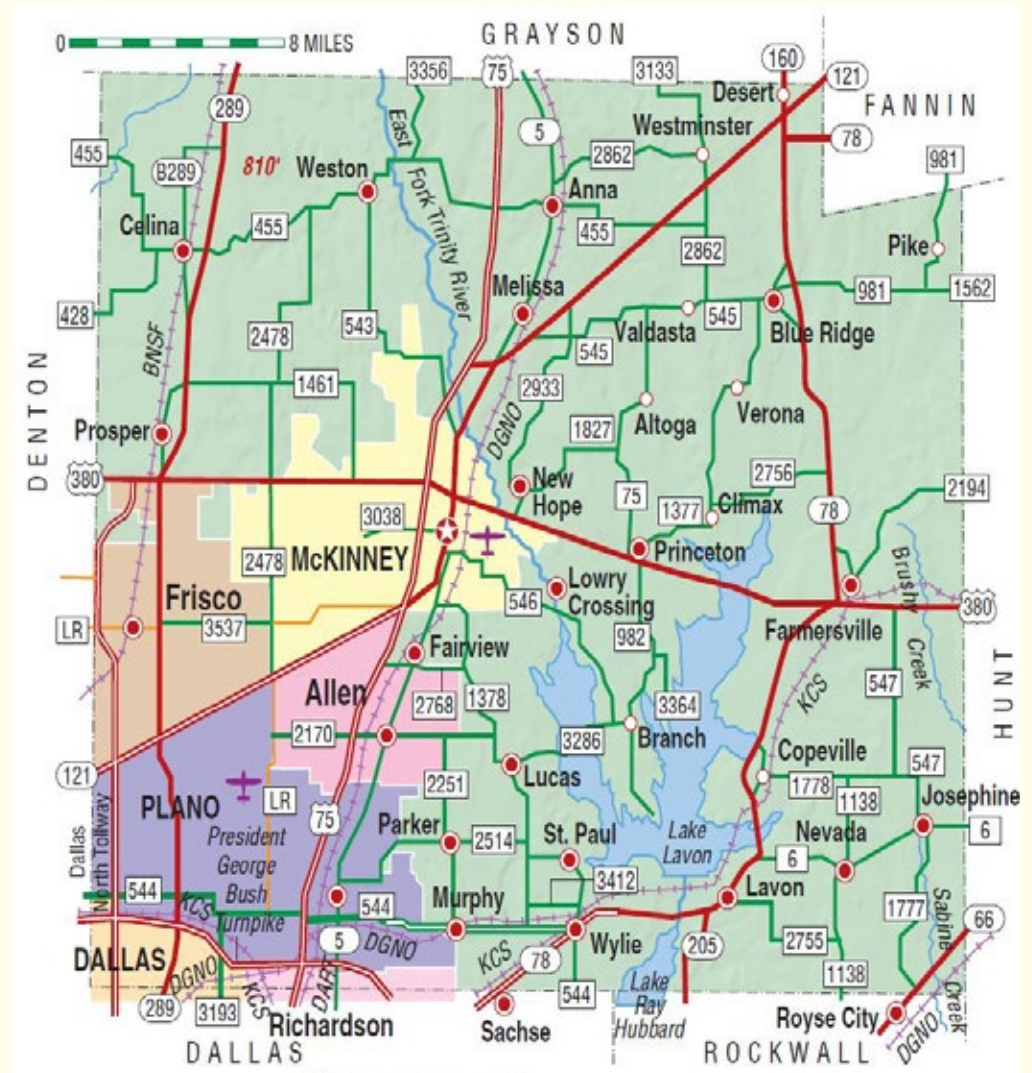 GRAYSON
0 8 MILES
3356
75
3133
160
121
Desert
FANNIN
289
5
Westminster
78
455
B289
810'
Weston
East
Fork Trinity River
2862
981
Anna
Celina
455
455
2862
Pike
Melissa
428
BNSF
2478
543
Valdasta
545
981
1562
545
Blue Ridge
DENTON
1461
2933
DGNO
Altoga
Verona
Prosper
1827
380
New
Hope
75
2756
1377
Climax
78
2194
3038
McKINNEY
Princeton
Brushy
Creek
2478
Frisco
546
Lowry
Crossing
380
LR
3537
982
Farmersville
Fairview
KCS
547
HUNT
Allen
2768
1378
3364
2170
3286
Branch
Copeville
121
Lucas
1778
547
PLANO
LR
2251
1138
Josephine
Dallas
North Tollway
President
George
Bush
Turnpike
75
Parker
2514
St. Paul
Lake
Lavon
Nevada
6
6
3412
Lavon
544
KCS
544
Murphy
1777
Sabine
Creek
66
DALLAS
5
DGNO
KCS
78
Wylie
205
2755
DGNO
KCS
DART
544
Lake
Ray
Hubbard
1138
289
3193
Richardson
Sachse
Royse City
DGNO
DALLAS
ROCKWALL